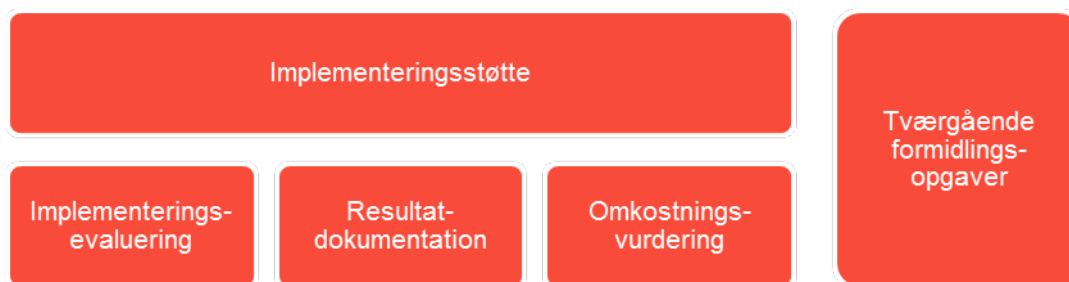 Implementeringsstøtte
Tværgående
formidlings-
opgaver
Implementerings-
evaluering
Resultat-
dokumentation
Omkostnings-
vurdering